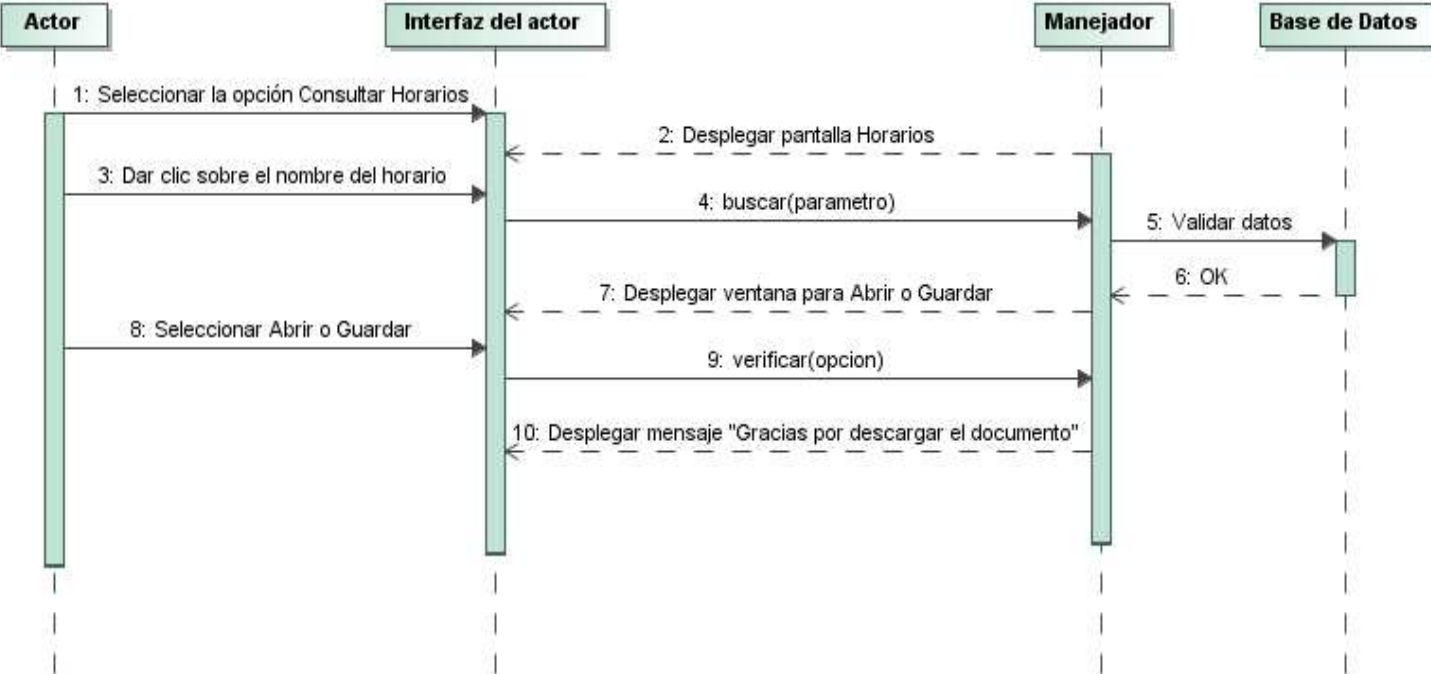 Actor
Interfaz del actor
Manejador
Base de Datos
1: Seleccionar la opción Consultar Horarios
2: Desplegar pantalla Horarios
3: Dar clic sobre el nombre del horario
4: buscar(parametro)
5: Validar datos
6: OK
7: Desplegar ventana para Abrir o Guardar
8: Seleccionar Abrir o Guardar
9: verificar(opcion)
10: Desplegar mensaje "Gracias por descargar el documento"